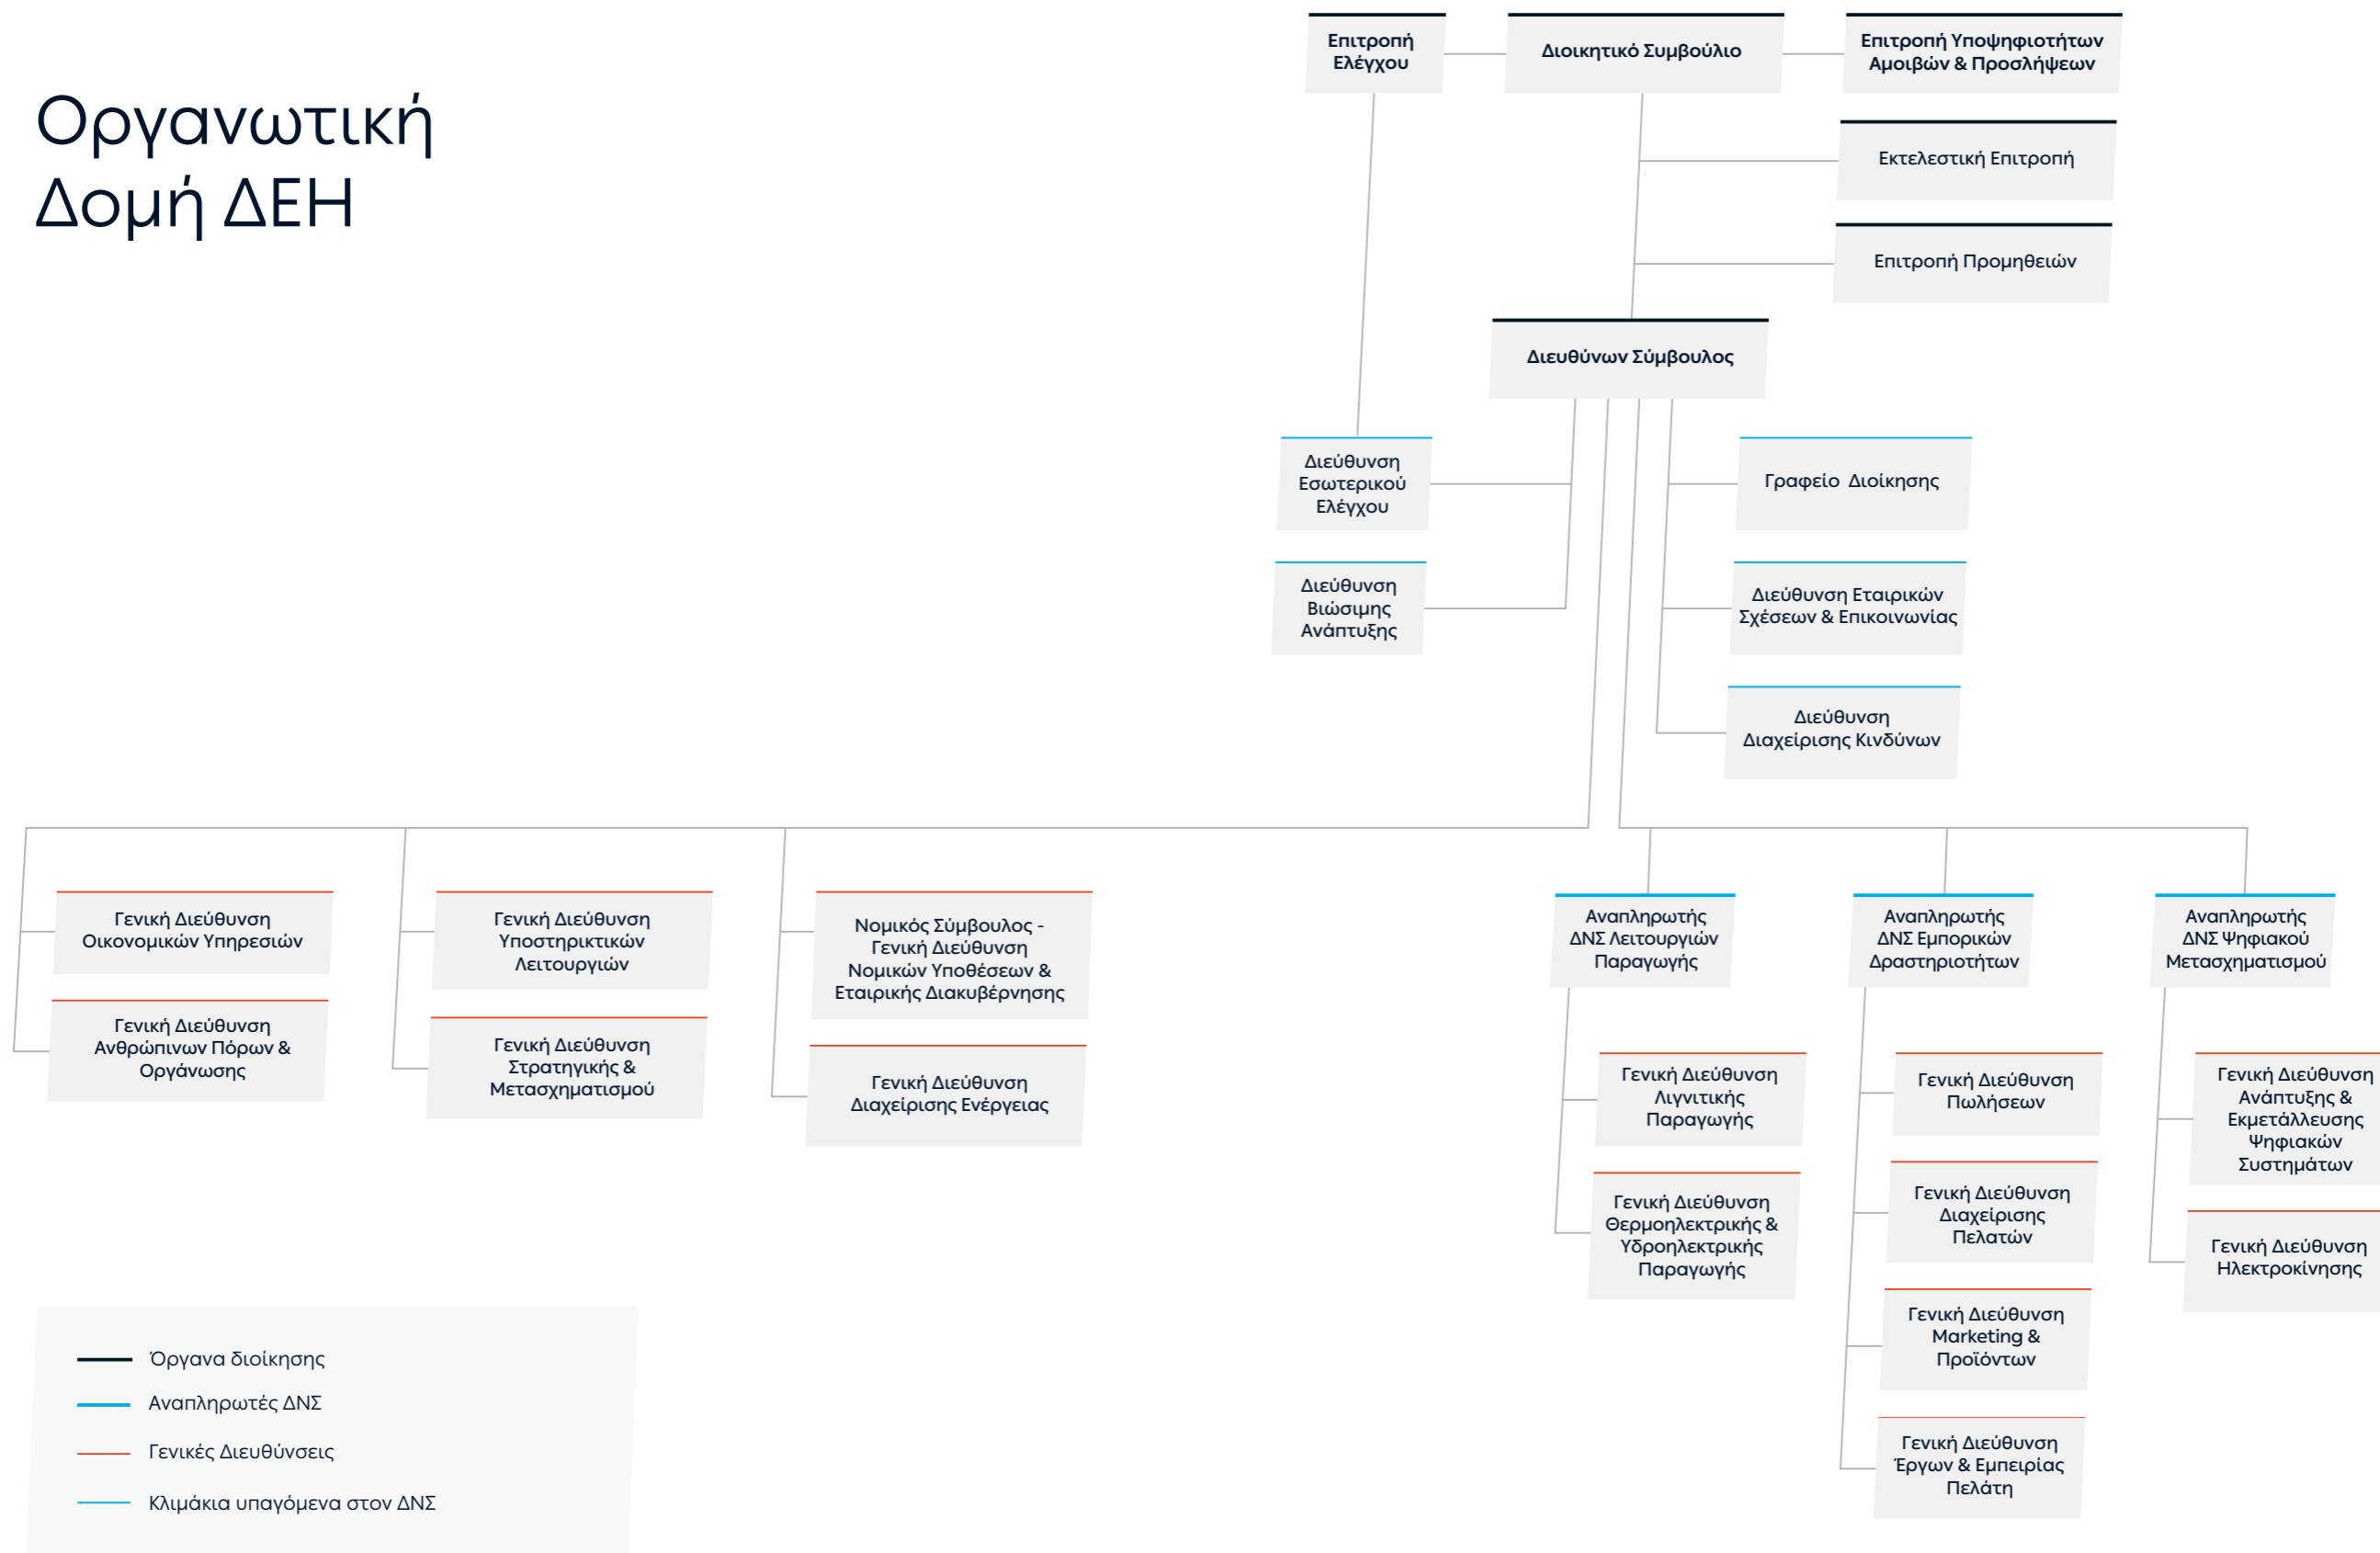 Οργανωτική
Δομή ΔΕΗ
Επιτροπή
Ελέγχου
Διοικητικό Συμβούλιο
Επιτροπή Υποψηφιοτήτων
Αμοιβών & Προσλήψεων
Εκτελεστική Επιτροπή
Επιτροπή Προμηθειών
Διευθύνων Σύμβουλος
Διεύθυνση
Εσωτερικού
Ελέγχου
Γραφείο Διοίκησης
Διεύθυνση
Βιώσιμης
Ανάπτυξης
Διεύθυνση Εταιρικών
Σχέσεων & Επικοινωνίας
Διεύθυνση
Διαχείρισης Κινδύνων
Γενική Διεύθυνση
Οικονομικών Υπηρεσιών
Γενική Διεύθυνση
Ανθρώπινων Πόρων &
Οργάνωσης
Γενική Διεύθυνση
Υποστηρικτικών
Λειτουργιών
Γενική Διεύθυνση
Στρατηγικής &
Μετασχηματισμού
Νομικός Σύμβουλος -
Γενική Διεύθυνση
Νομικών Υποθέσεων &
Εταιρικής Διακυβέρνησης
Γενική Διεύθυνση
Διαχείρισης Ενέργειας
Αναπληρωτής
ΔΝΣ Λειτουργιών
Παραγωγής
Γενική Διεύθυνση
Λιγνιτικής
Παραγωγής
Γενική Διεύθυνση
Θερμοηλεκτρικής &
Υδροηλεκτρικής
Παραγωγής
Αναπληρωτής
ΔΝΣ Εμπορικών
Δραστηριοτήτων
Γενική Διεύθυνση
Πωλήσεων
Γενική Διεύθυνση
Διαχείρισης
Πελατών
Γενική Διεύθυνση
Marketing &
Προϊόντων
Γενική Διεύθυνση
Έργων & Εμπειρίας
Πελάτη
Αναπληρωτής
ΔΝΣ Ψηφιακού
Μετασχηματισμού
Γενική Διεύθυνση
Ανάπτυξης &
Εκμετάλλευσης
Ψηφιακών
Συστημάτων
Γενική Διεύθυνση
Ηλεκτροκίνησης
Όργανα διοίκησης
Αναπληρωτές ΔΝΣ
Γενικές Διευθύνσεις
Κλιμάκια υπαγόμενα στον ΔΝΣ